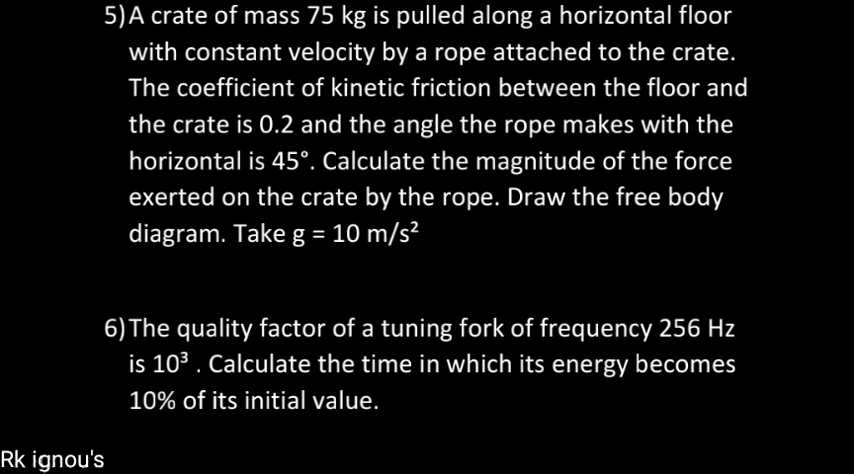 5)A crate of mass 75 kg is pulled along a horizontal floor
with constant velocity by a rope attached to the crate.
The coefficient of kinetic friction between the floor and
the crate is 0.2 and the angle the rope makes with the
horizontal is 45°. Calculate the magnitude of the force
exerted on the crate by the rope. Draw the free body
diagram. Take g = 10 m/s²
6)The quality factor of a tuning fork of frequency 256 Hz
is 10³ . Calculate the time in which its energy becomes
10% of its initial value.
Rk ignou's